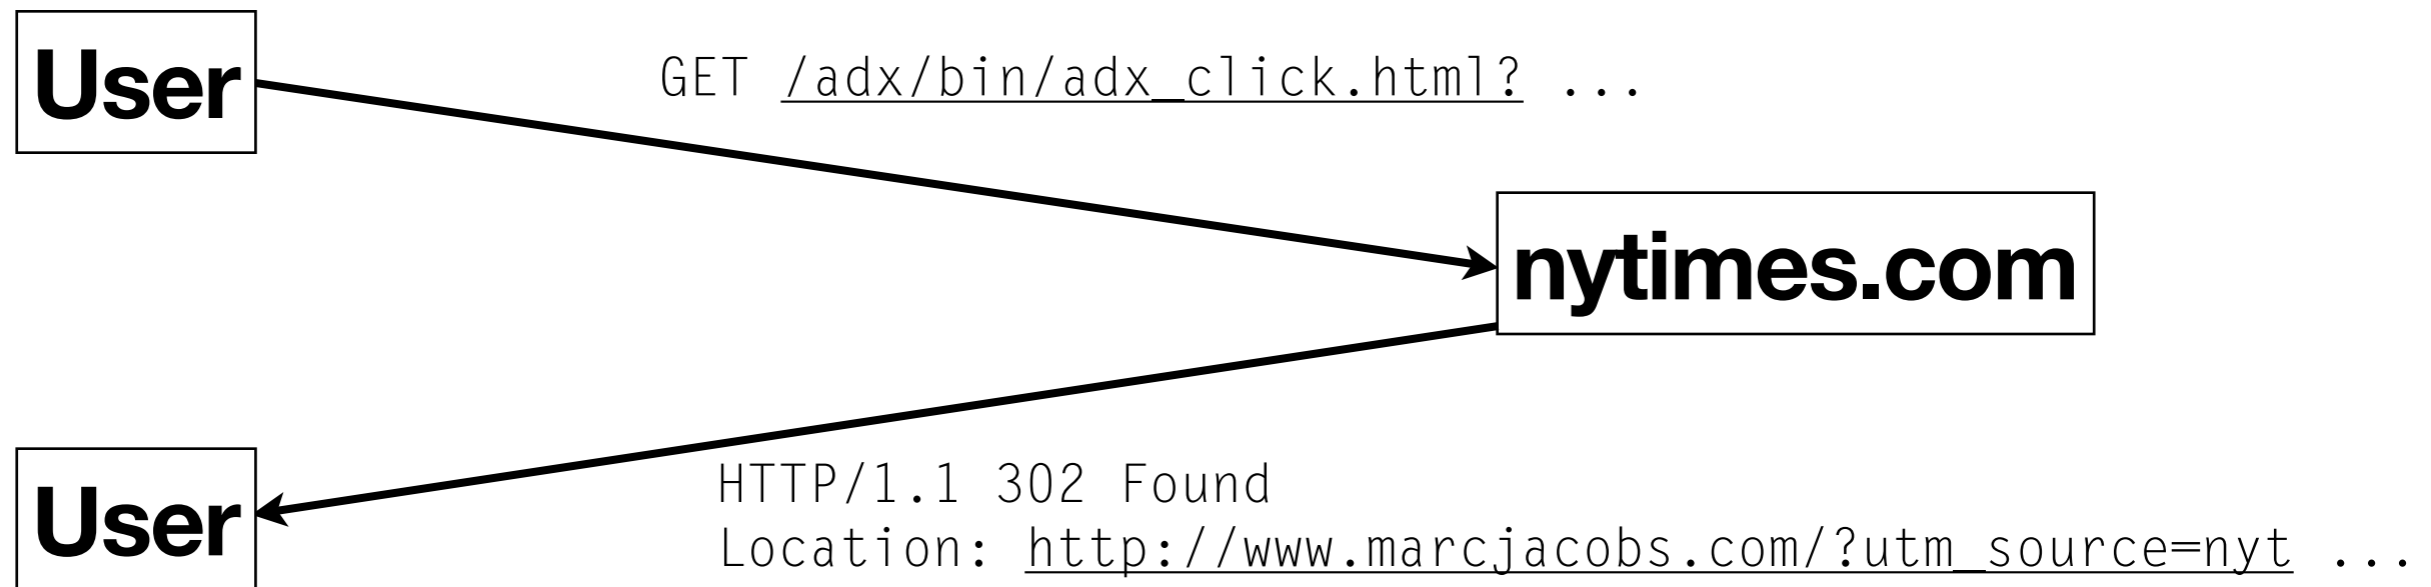 User
GET /adx/bin/adx_click.html? ...
nytimes.com
User
HTTP/1.1 302 Found
Location: http://www.marcjacobs.com/?utm_source=nyt ...